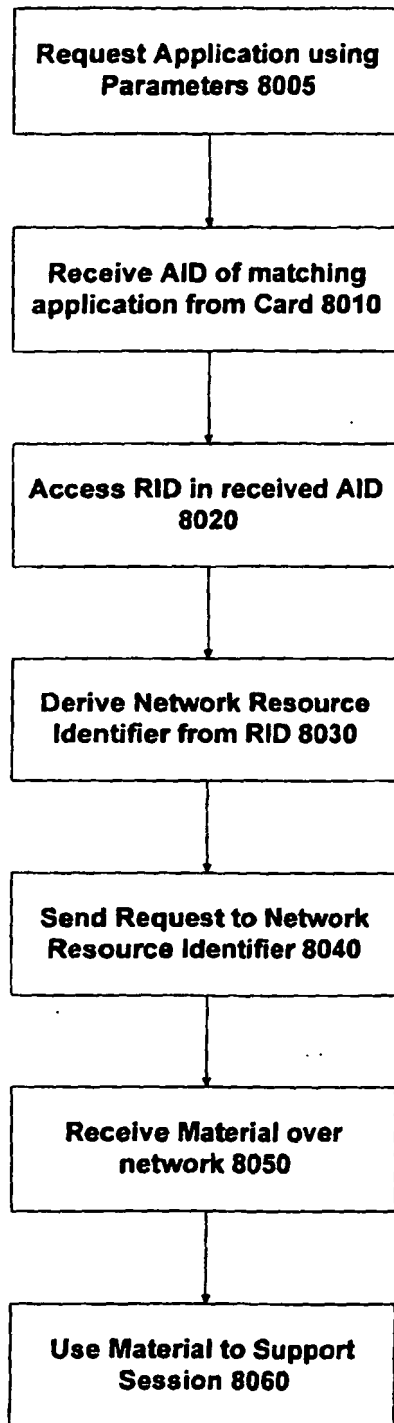 Request Application using
Parameters 8005
Receive AID of matching
application from Card 8010
Access RID in received AID
8020
Derive Network Resource
Identifier from RID 8030
Send Request to Network
Resource Identifier 8040
Receive Material over
network 8050
Use Material to Support
Session 8060